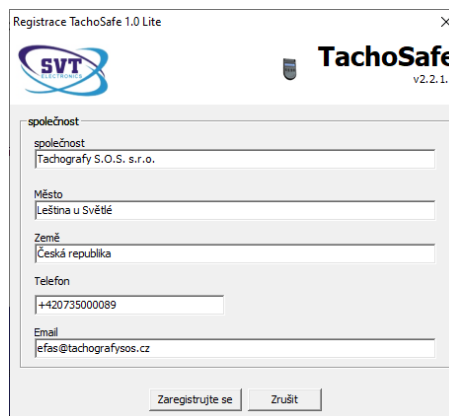 Registrace TachoSafe 1.0 Lite
SVT
ELECTRONICS
TachoSafe
v2.2.1.
společnost
společnost
Tachografy S.O.S. s.r.o.
Město
Leština u Světlé
Země
Česká republika
Telefon
+420735000089
Email
efas@tachografysos.cz
Zaregistrujte se Zrušit